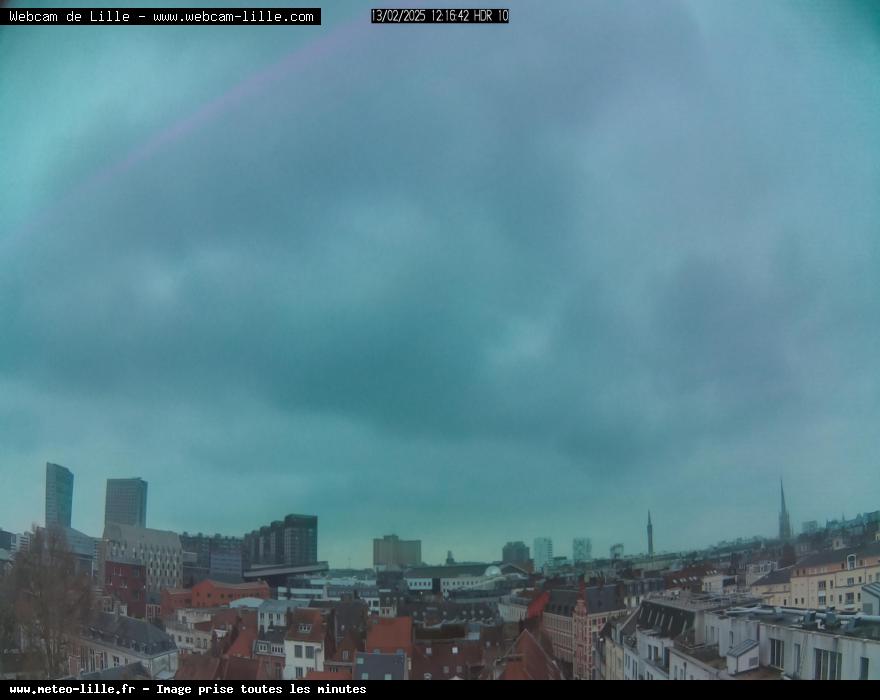 Webcam de Lille - www.webcam-lille.com
13/02/2025 12:16:42 HDR 10
www.meteo-lille.fr - Image prise toutes les minutes